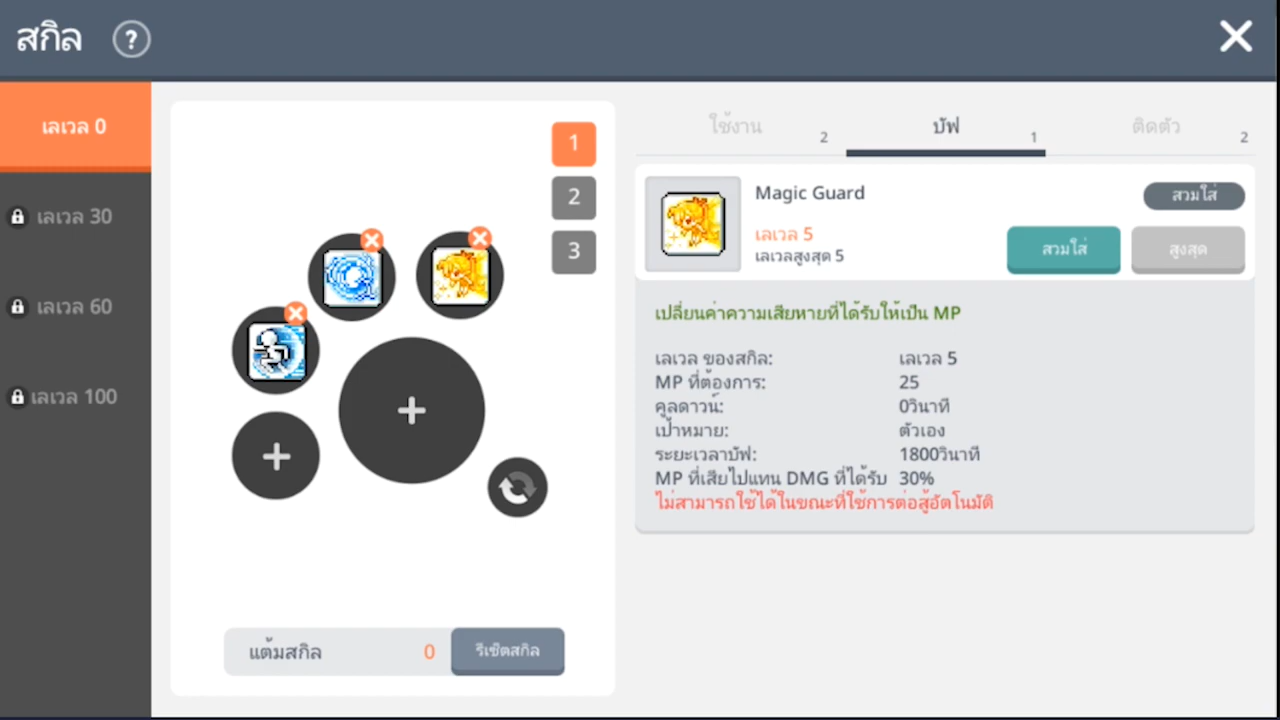 สกิล ?
เลเวล 0
เลเวล 30
เลเวล 60
เลเวล 100
1
2
3
แต้มสกิล 0 รีเซ็ตสกิล
ใช้งาน 2 บัฟ 1 ติดตัว 2
Magic Guard สวมใส่
เลเวล 5
เลเวลสูงสุด 5
สวมใส่ สูงสุด
เปลี่ยนค่าความเสียหายที่ได้รับให้เป็น MP
เลเวล ของสกิล: เลเวล 5
MP ที่ต้องการ: 25
คูลดาวน์: 0วินาที
เป้าหมาย: ตัวเอง
ระยะเวลาบัฟ: 1800วินาที
MP ที่เสียไปแทน DMG ที่ได้รับ 30%
ไม่สามารถใช้ได้ในขณะที่ใช้การต่อสู้อัตโนมัติ